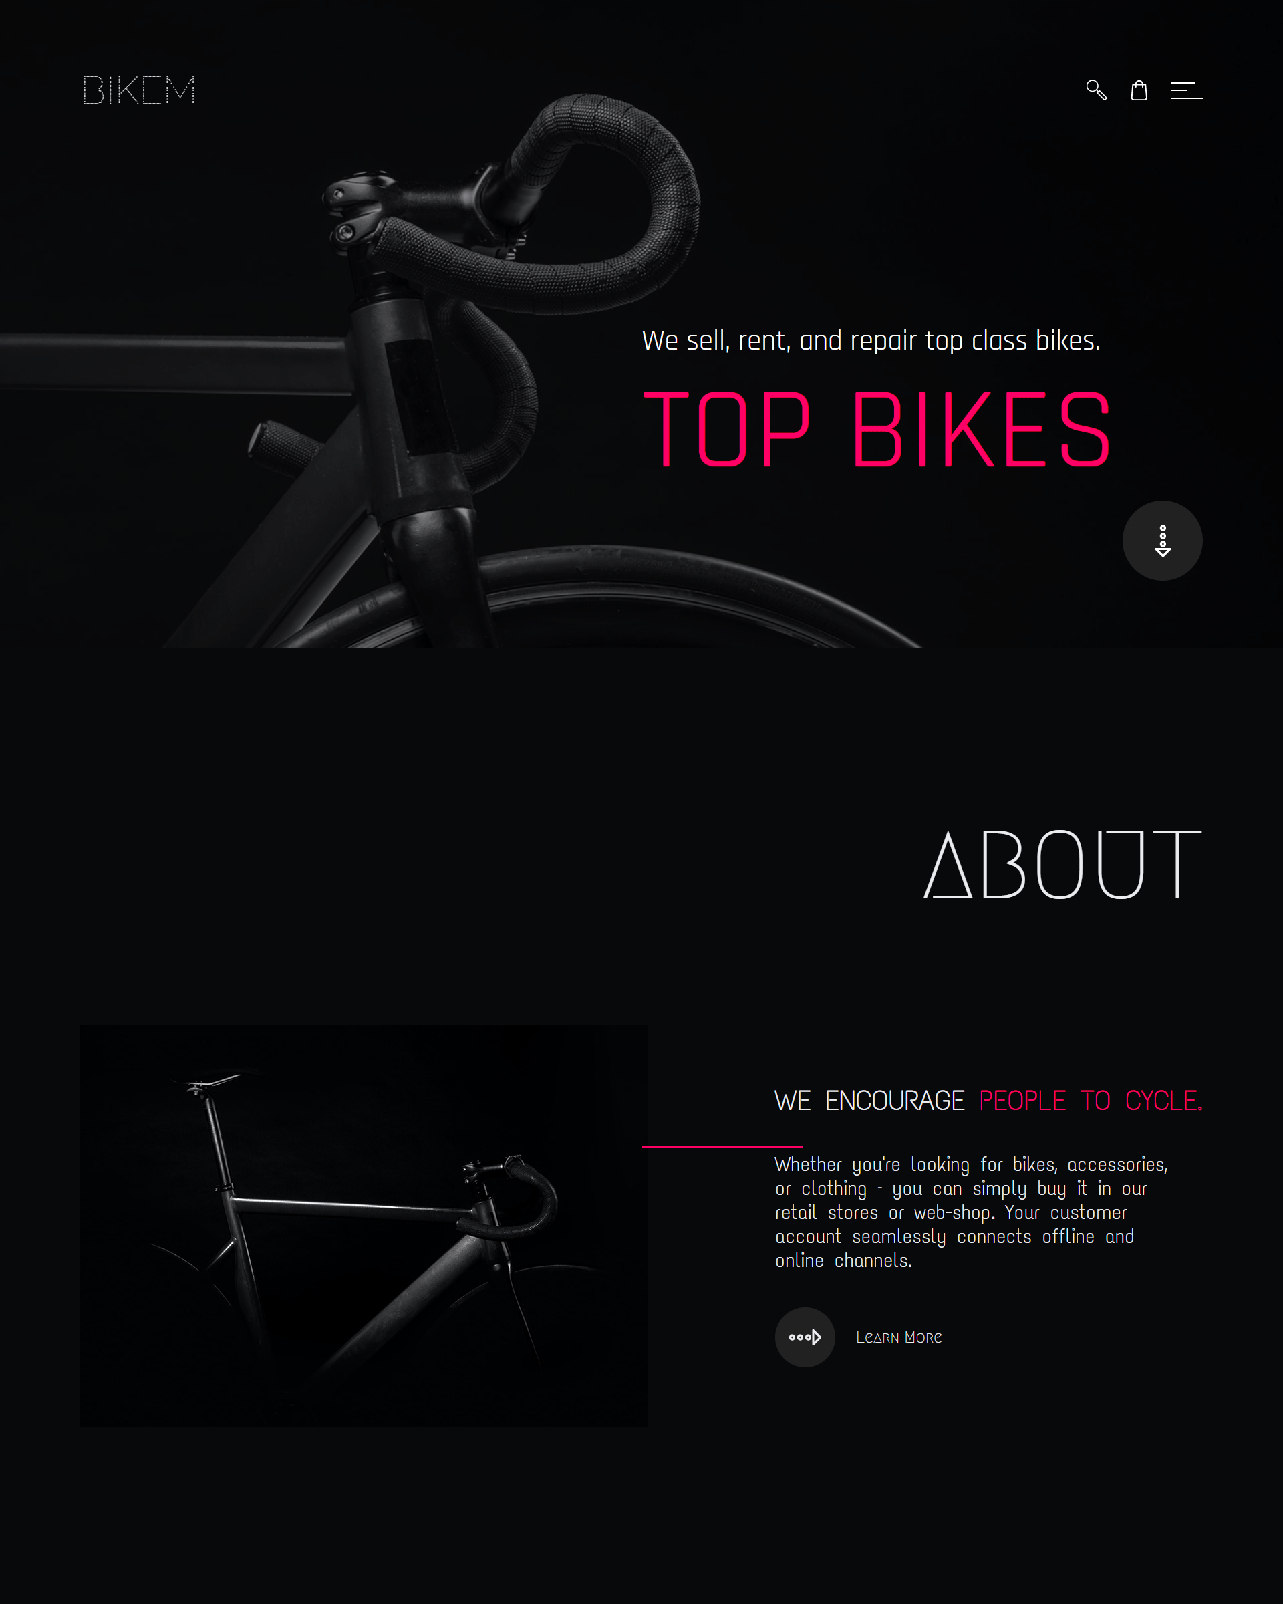 BIKEM
We sell, rent, and repair top class bikes.
TOP BIKES
ABOUT
WE ENCOURAGE PEOPLE TO CYCLE.
Whether you're looking for bikes, accessories,
or clothing - you can simply buy it in our
retail stores or web-shop. Your customer
account seamlessly connects offline and
online channels.
Learn More